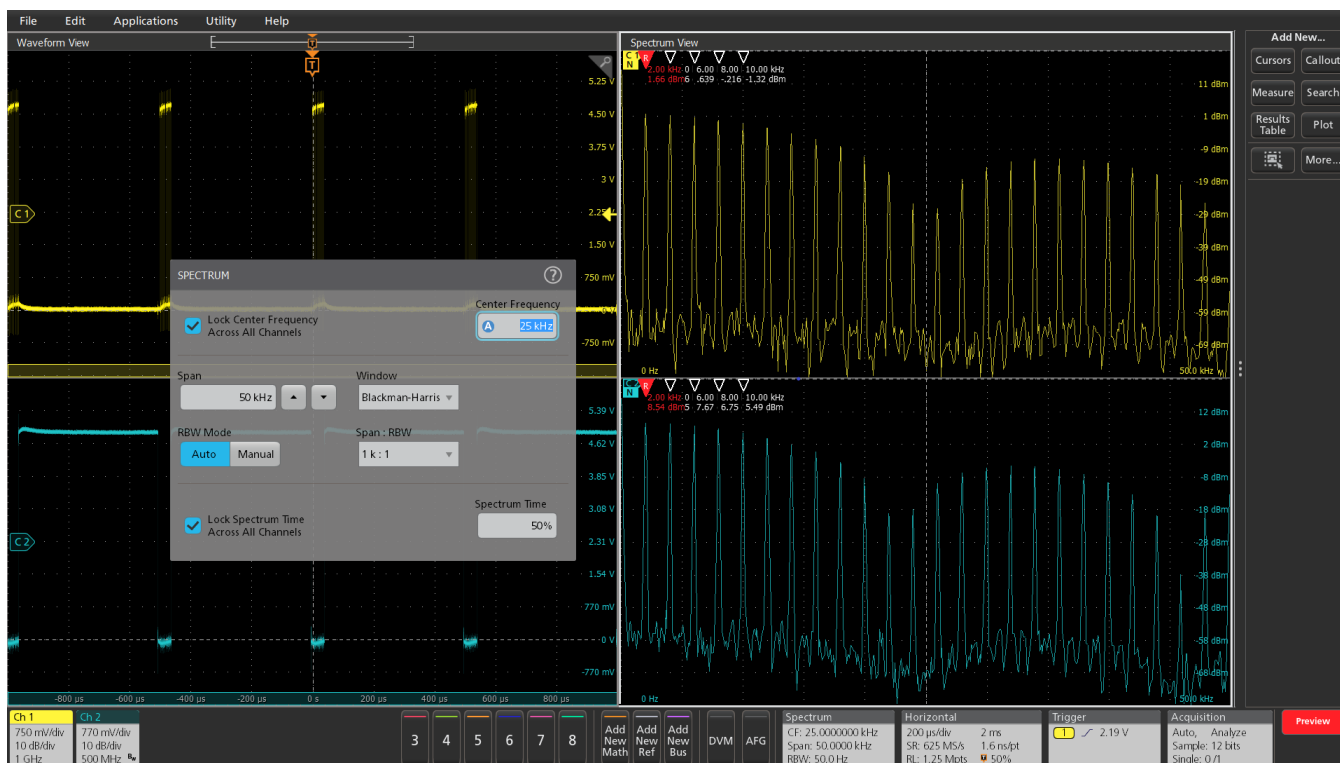 File Edit Applications Utility Help
Waveform View
T
T
5.25 V
4.50 V
3.75 V
3 V
2.25
1.50 V
750 mV
-750 mV
C 1
5.39 V
4.62 V
3.85 V
3.08 V
2.31 V
1.54 V
770 mV
0 V
-770 mV
C 2
-800 µs -600 µs -400 µs -200 µs 0 s 200 µs 400 µs 600 µs 800 µs
SPECTRUM ?
Lock Center Frequency
Across All Channels
Center Frequency
A 25 kHz
Span
50 kHz
Window
Blackman-Harris
RBW Mode
Auto Manual
Span : RBW
1 k : 1
Lock Spectrum Time
Across All Channels
Spectrum Time
50%
Spectrum View
C 1
N
R
2.00 kHz 0 6.00 8.00 10.00 kHz
1.66 dBm6 .639 -.216 -1.32 dBm
11 dBm
1 dBm
-9 dBm
-19 dBm
-29 dBm
-39 dBm
-49 dBm
-59 dBm
-69 dBm
0 Hz 50.0 kHz
C 2
N
R
2.00 kHz 0 6.00 8.00 10.00 kHz
8.54 dBm5 7.67 6.75 5.49 dBm
12 dBm
2 dBm
-8 dBm
-18 dBm
-28 dBm
-38 dBm
-48 dBm
-58 dBm
-68 dBm
0 Hz 50.0 kHz
Add New...
Cursors Callout
Measure Search
Results
Table
Plot
More...
Ch 1
750 mV/div
10 dB/div
1 GHz
Ch 2
770 mV/div
10 dB/div
500 MHz Bw
3 4 5 6 7 8
Add
New
Math
Add
New
Ref
Add
New
Bus
DVM AFG
Spectrum
CF: 25.0000000 kHz
Span: 50.0000 kHz
RBW: 50.0 Hz
Horizontal
200 µs/div 2 ms
SR: 625 MS/s 1.6 ns/pt
RL: 1.25 Mpts 50%
Trigger
1 2.19 V
Acquisition
Auto, Analyze
Sample: 12 bits
Single: 0 /1
Preview